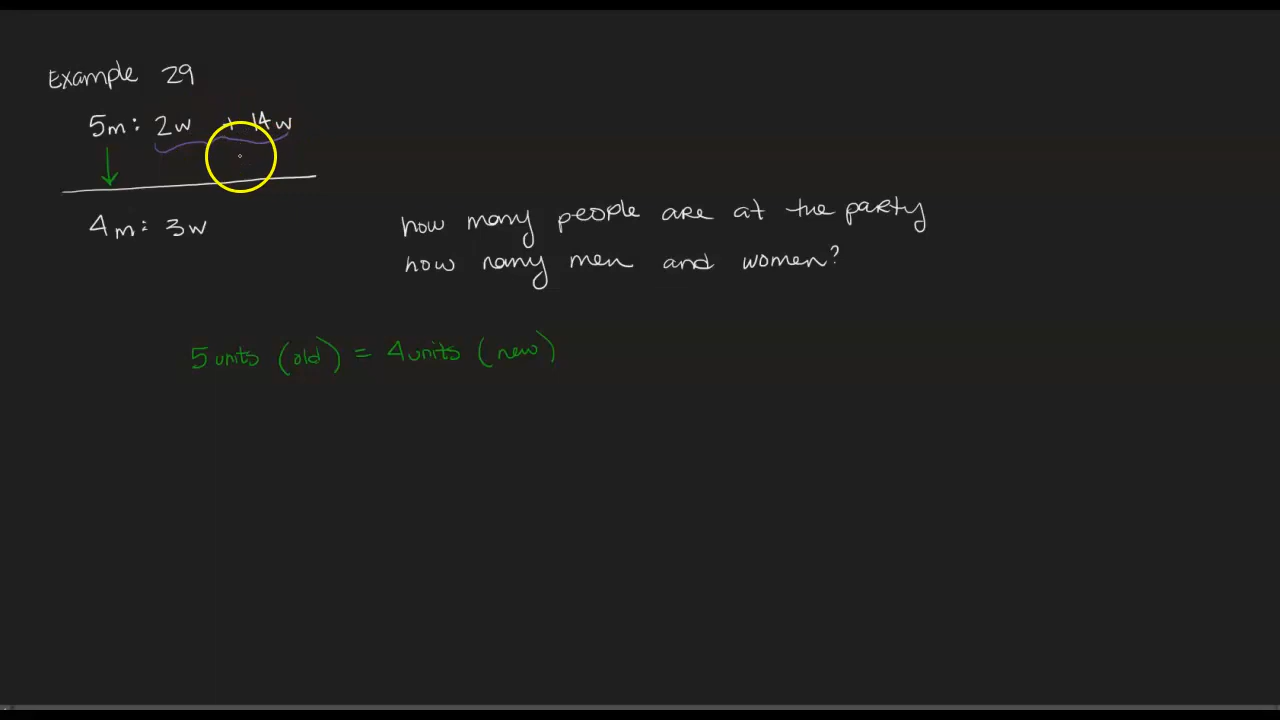 Example 29
5m: 2w + 14w
4m: 3w
how many people are at the party
how many men and women?
5 units (old) = 4 units (new)